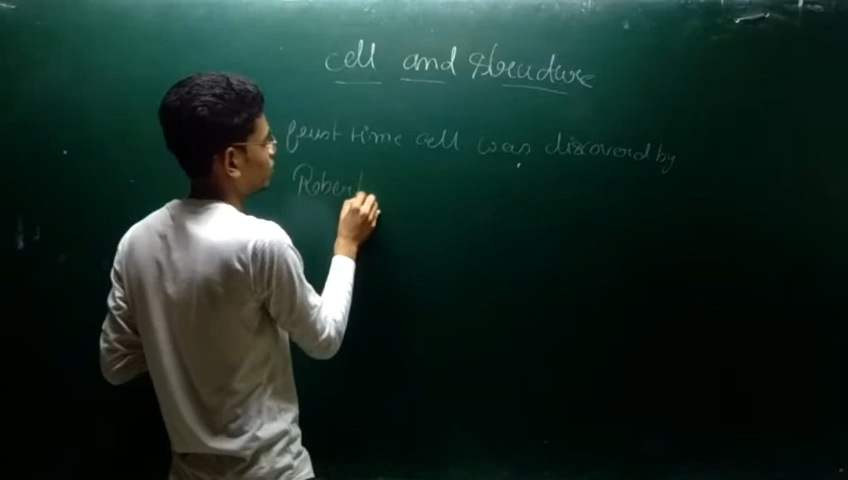 cell and structure
first time cell was discovered by
Robert